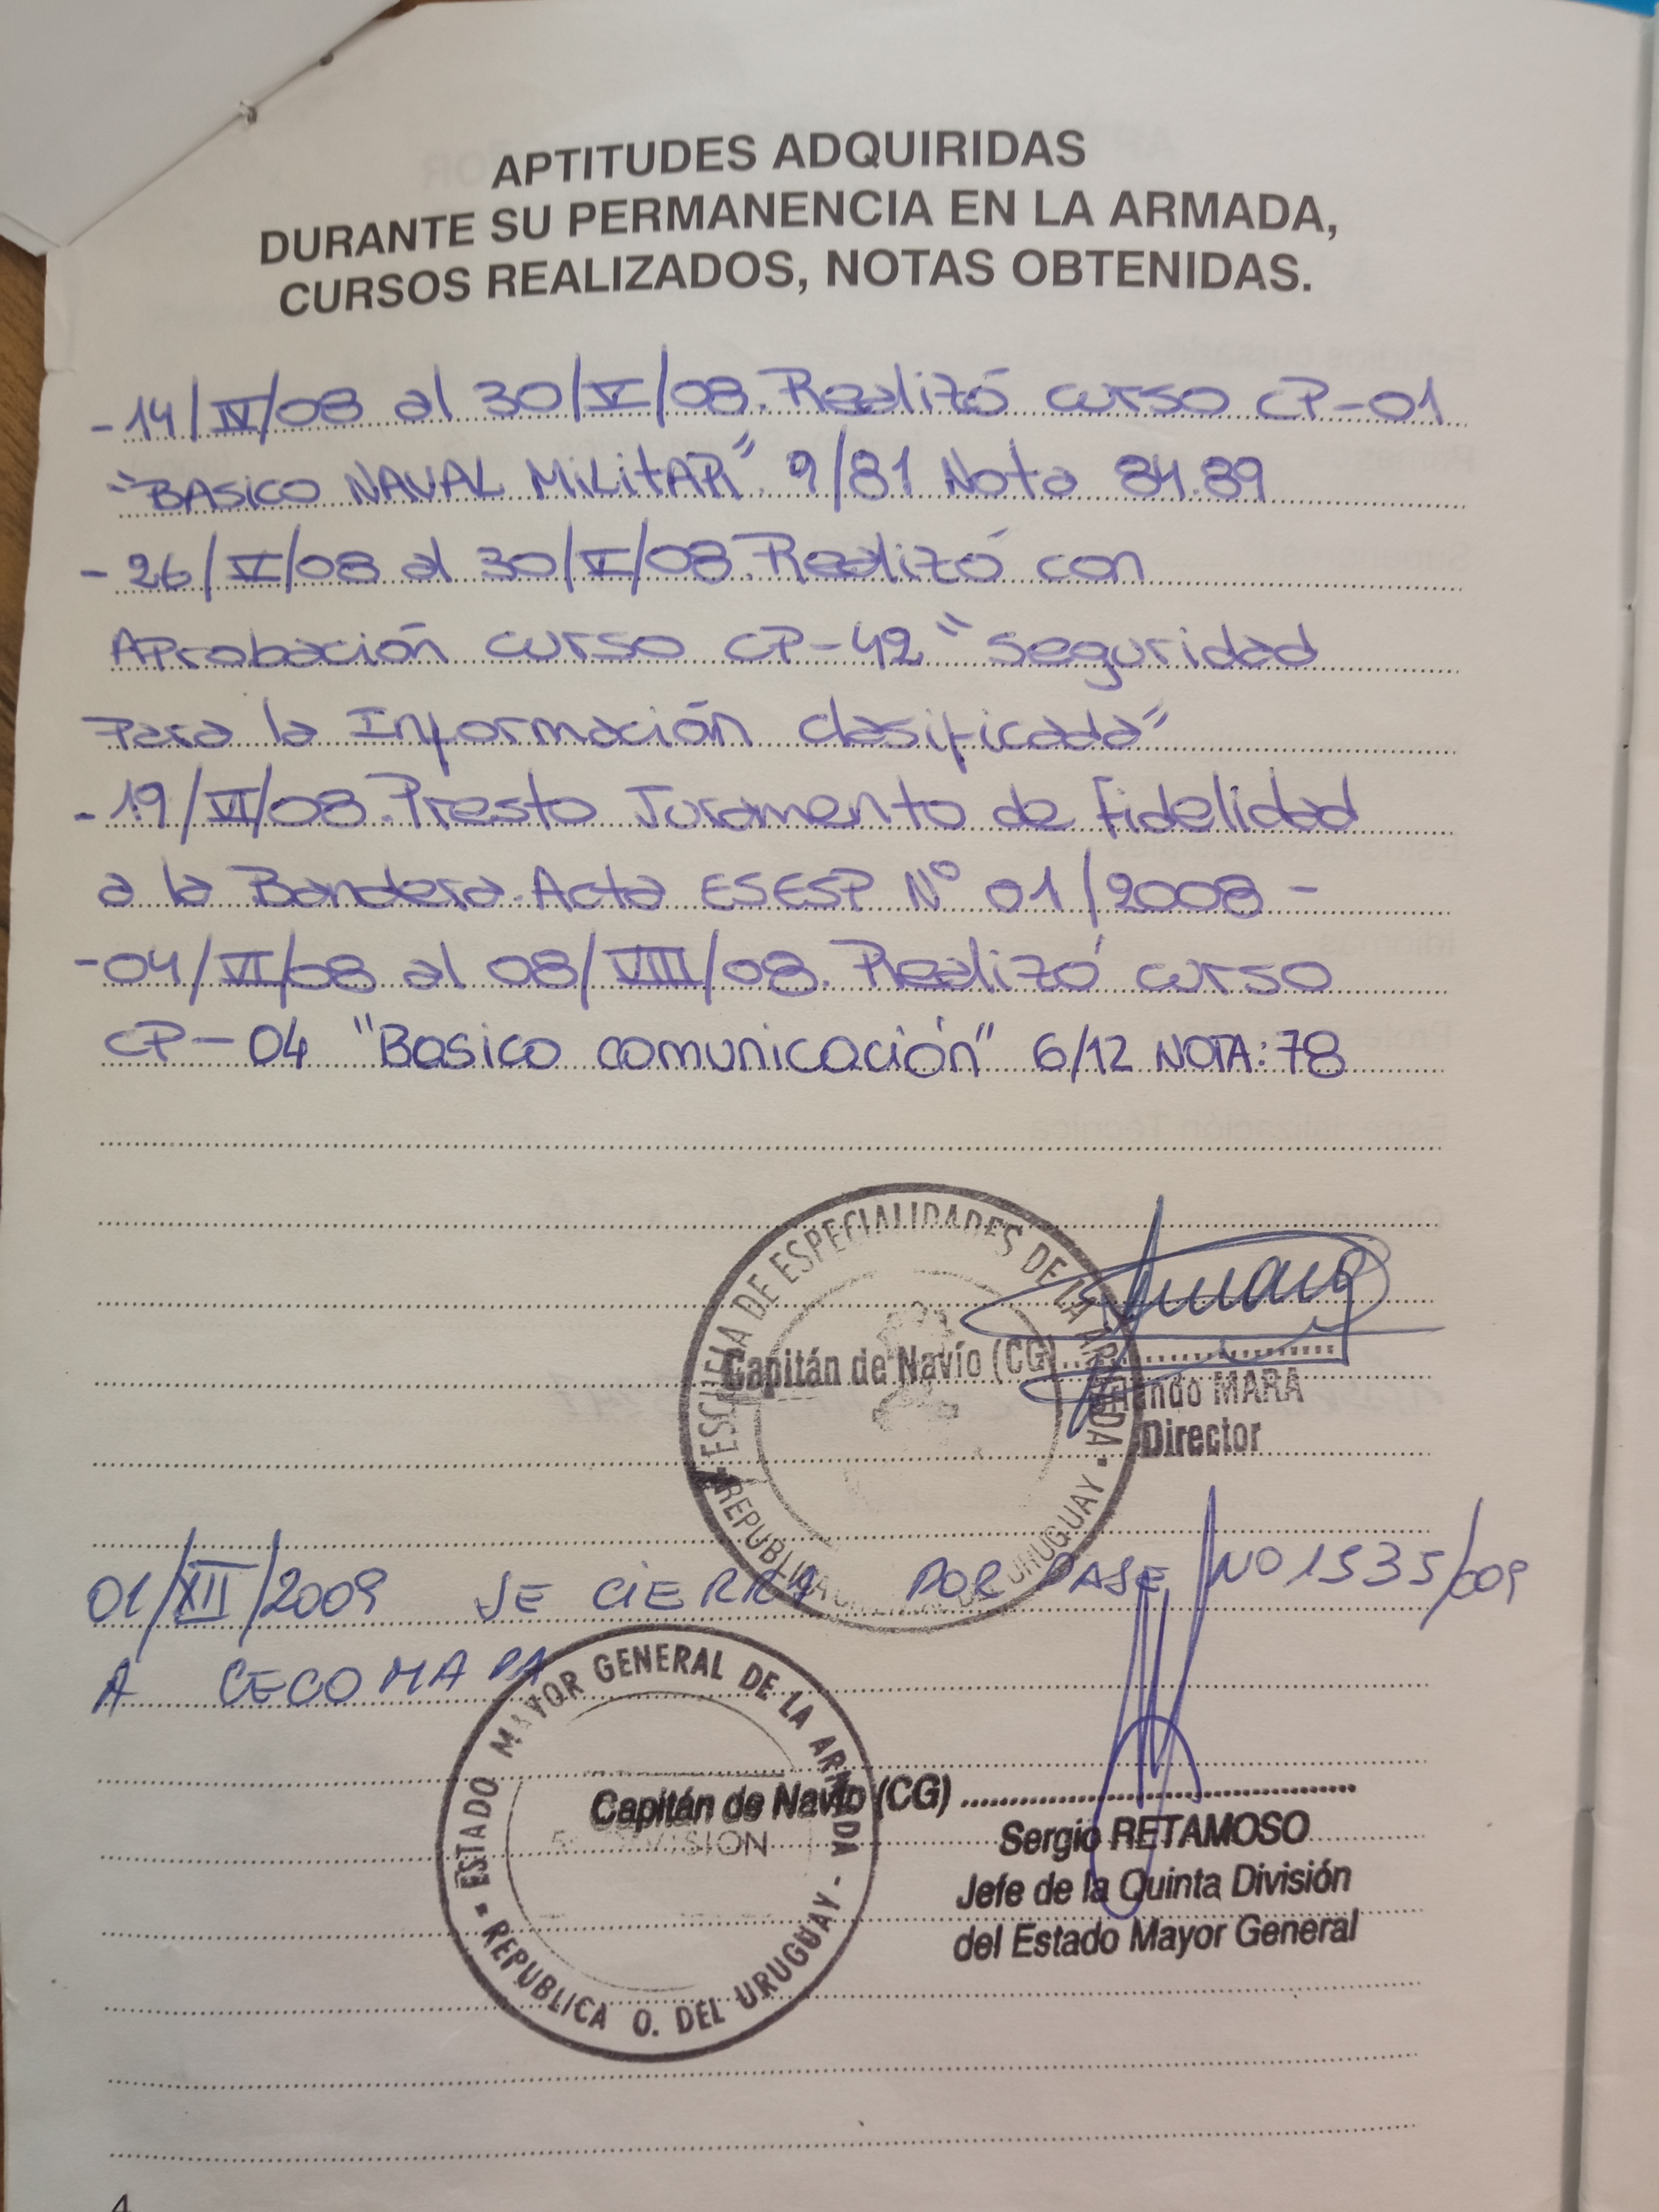 APTITUDES ADQUIRIDAS
DURANTE SU PERMANENCIA EN LA ARMADA,
CURSOS REALIZADOS, NOTAS OBTENIDAS.
- 14/IV/08 al 30/V/08. Realizó curso CP-01
"BASICO NAVAL MILITAR" 9/81 Nota 84.89
- 26/V/08 al 30/V/08. Realizó con
Aprobación curso CP-42 "seguridad
Para la Información clasificada"
- 19/VI/08. Presto Juramento de Fidelidad
a la Bandera. Acta ESESP Nº 01/2008 -
- 04/VI/08 al 08/VIII/08. Realizó curso
CP-04 "Basico comunicación" 6/12 NOTA: 78
ESCUELA DE ESPECIALIDADES DE LA ARMADA
Capitán de Navío (CG)
MARA
Director
REPUBLICA URUGUAY
01/XII/2009 SE CIERRA POR PASE NO 1535/009
A CECOMAPA
ESTADO MAYOR GENERAL DE LA ARMADA
Capitán de Navío (CG)
DIVISION
Sergio RETAMOSO
Jefe de la Quinta División
del Estado Mayor General
REPUBLICA O. DEL URUGUAY
4